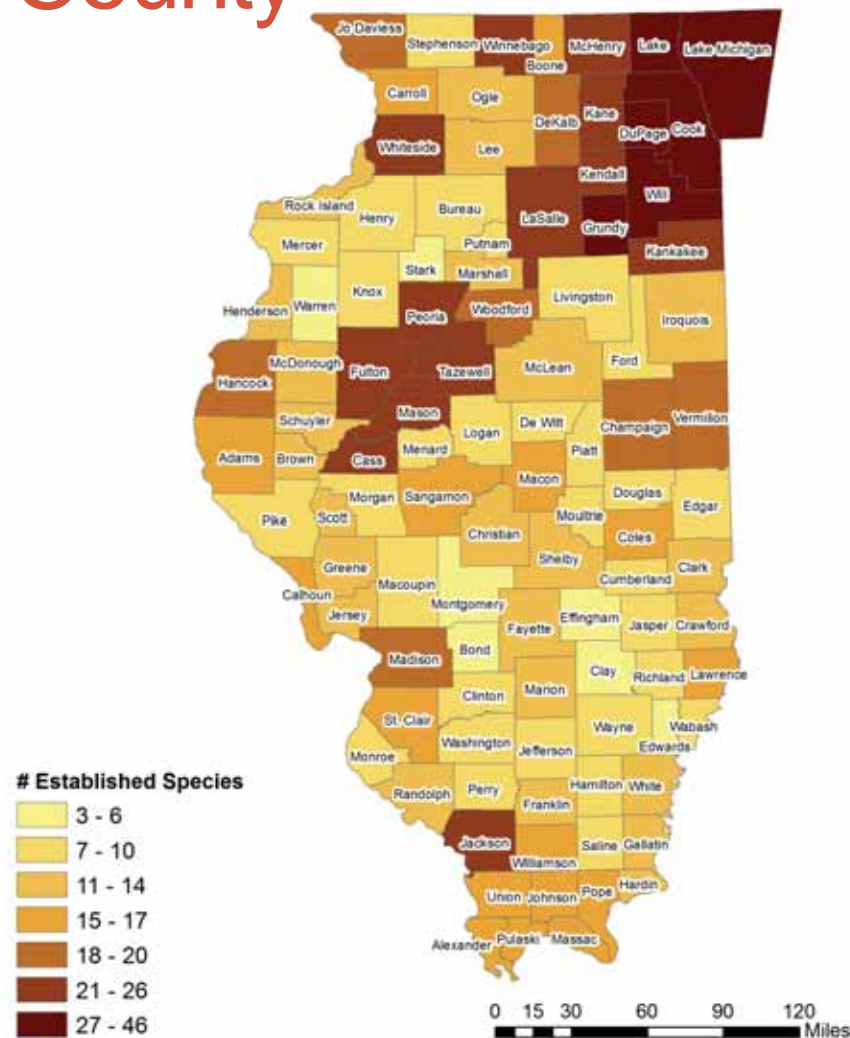 County
Jo Daviess
Stephenson
Winnebago
Boone
McHenry
Lake
Lake Michigan
Carroll
Ogle
DeKalb
Kane
DuPage
Cook
Whiteside
Lee
Kendall
Will
Rock Island
Henry
Bureau
LaSalle
Grundy
Mercer
Putnam
Kankakee
Stark
Marshall
Henderson
Warren
Knox
Peoria
Woodford
Livingston
Iroquois
Ford
Hancock
McDonough
Fulton
Tazewell
McLean
Schuyler
Mason
Logan
De Witt
Champaign
Vermilion
Adams
Brown
Cass
Menard
Piatt
Macon
Pike
Scott
Morgan
Sangamon
Christian
Moultrie
Douglas
Edgar
Coles
Shelby
Greene
Calhoun
Jersey
Macoupin
Montgomery
Cumberland
Clark
Fayette
Effingham
Jasper
Crawford
Madison
Bond
Clay
Richland
Lawrence
Clinton
Marion
St. Clair
Wayne
Wabash
Edwards
Monroe
Washington
Jefferson
Randolph
Perry
Hamilton
White
Franklin
Jackson
Williamson
Saline
Gallatin
Union
Johnson
Pope
Hardin
Alexander
Pulaski
Massac
# Established Species
3 - 6
7 - 10
11 - 14
15 - 17
18 - 20
21 - 26
27 - 46
0 15 30 60 90 120
Miles